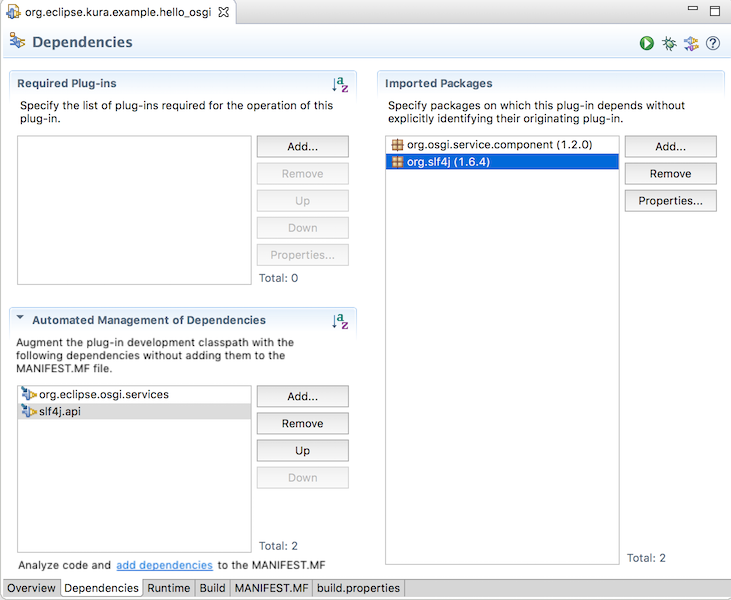 org.eclipse.kura.example.hello_osgi
Dependencies
Required Plug-ins
Specify the list of plug-ins required for the operation of this
plug-in.
Add...
Remove
Up
Down
Properties...
Total: 0
Automated Management of Dependencies
Augment the plug-in development classpath with the
following dependencies without adding them to the
MANIFEST.MF file.
org.eclipse.osgi.services
slf4j.api
Add...
Remove
Up
Down
Total: 2
Analyze code and add dependencies to the MANIFEST.MF
Imported Packages
Specify packages on which this plug-in depends without
explicitly identifying their originating plug-in.
org.osgi.service.component (1.2.0)
org.slf4j (1.6.4)
Add...
Remove
Properties...
Total: 2
Overview Dependencies Runtime Build MANIFEST.MF build.properties